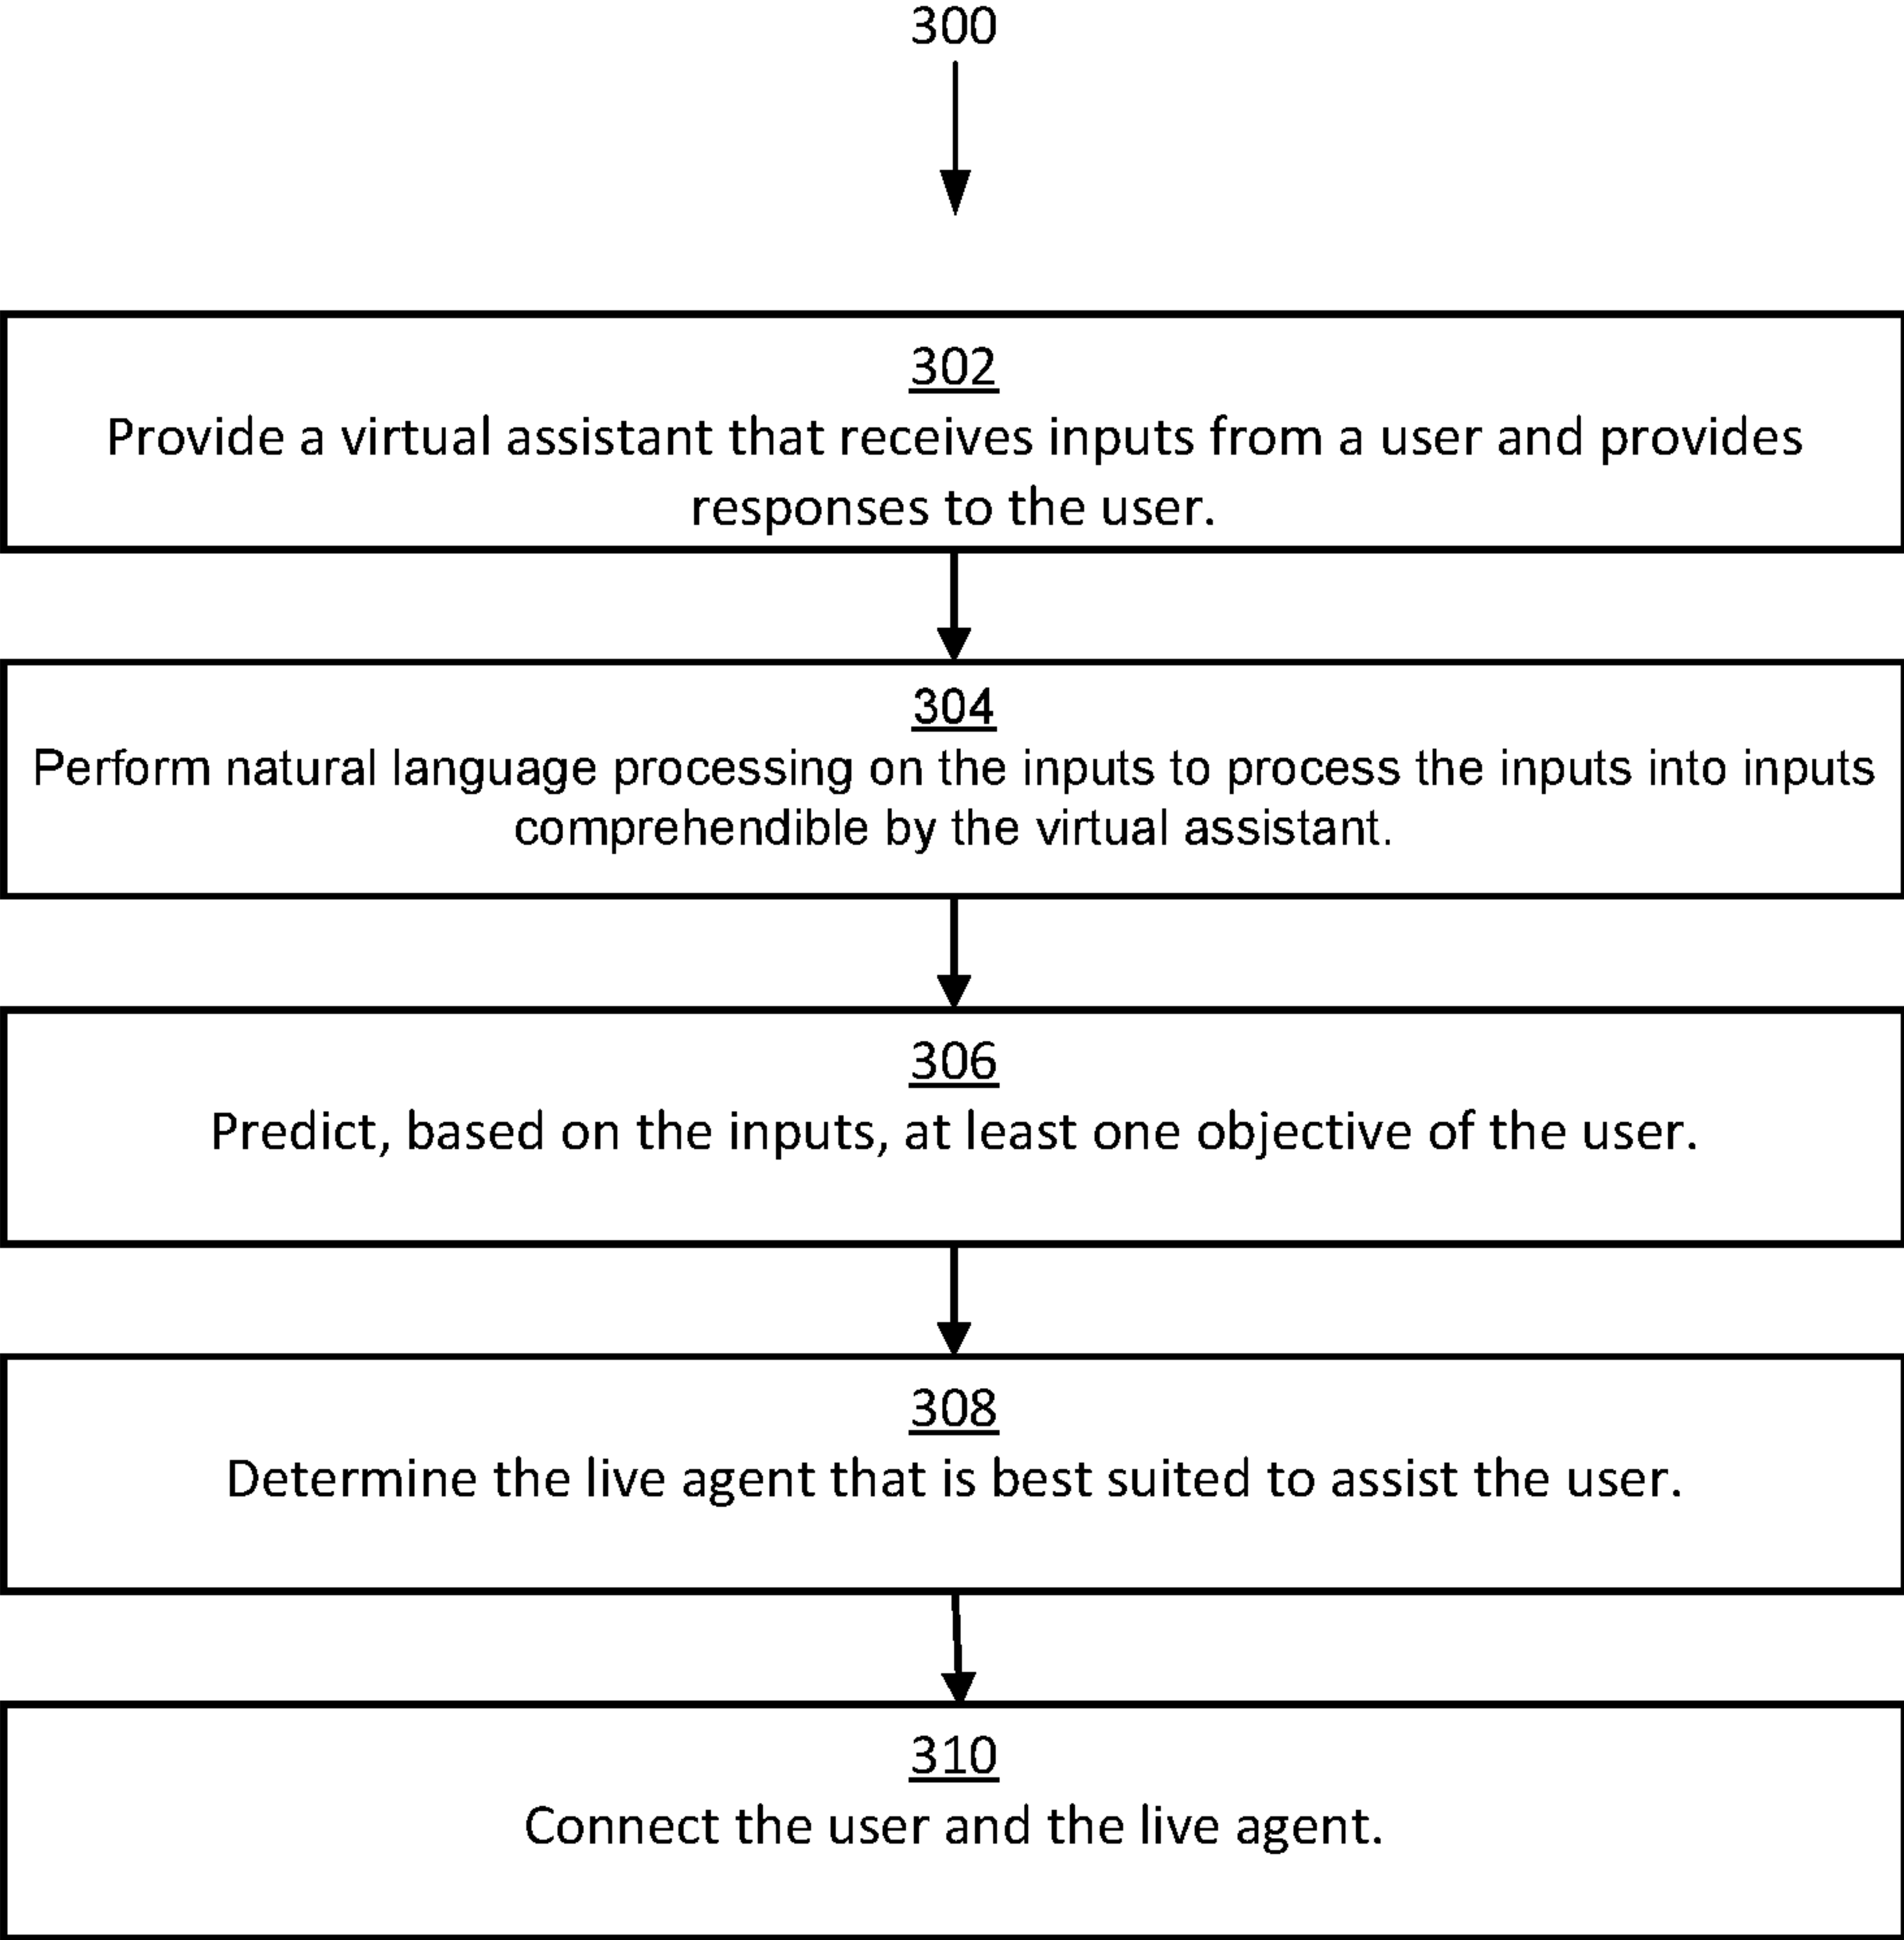 300
302
Provide a virtual assistant that receives inputs from a user and provides
responses to the user.
304
Perform natural language processing on the inputs to process the inputs into inputs
comprehendible by the virtual assistant.
306
Predict, based on the inputs, at least one objective of the user.
308
Determine the live agent that is best suited to assist the user.
310
Connect the user and the live agent.